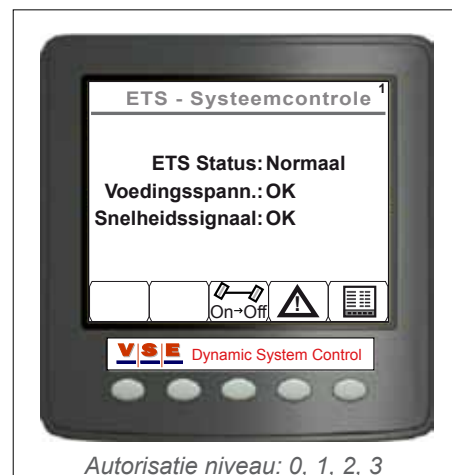 ETS - Systeemcontrole 1
ETS Status: Normaal
Voedingsspann.: OK
Snelheidssignaal: OK
On→Off
VSE Dynamic System Control
Autorisatie niveau: 0, 1, 2, 3